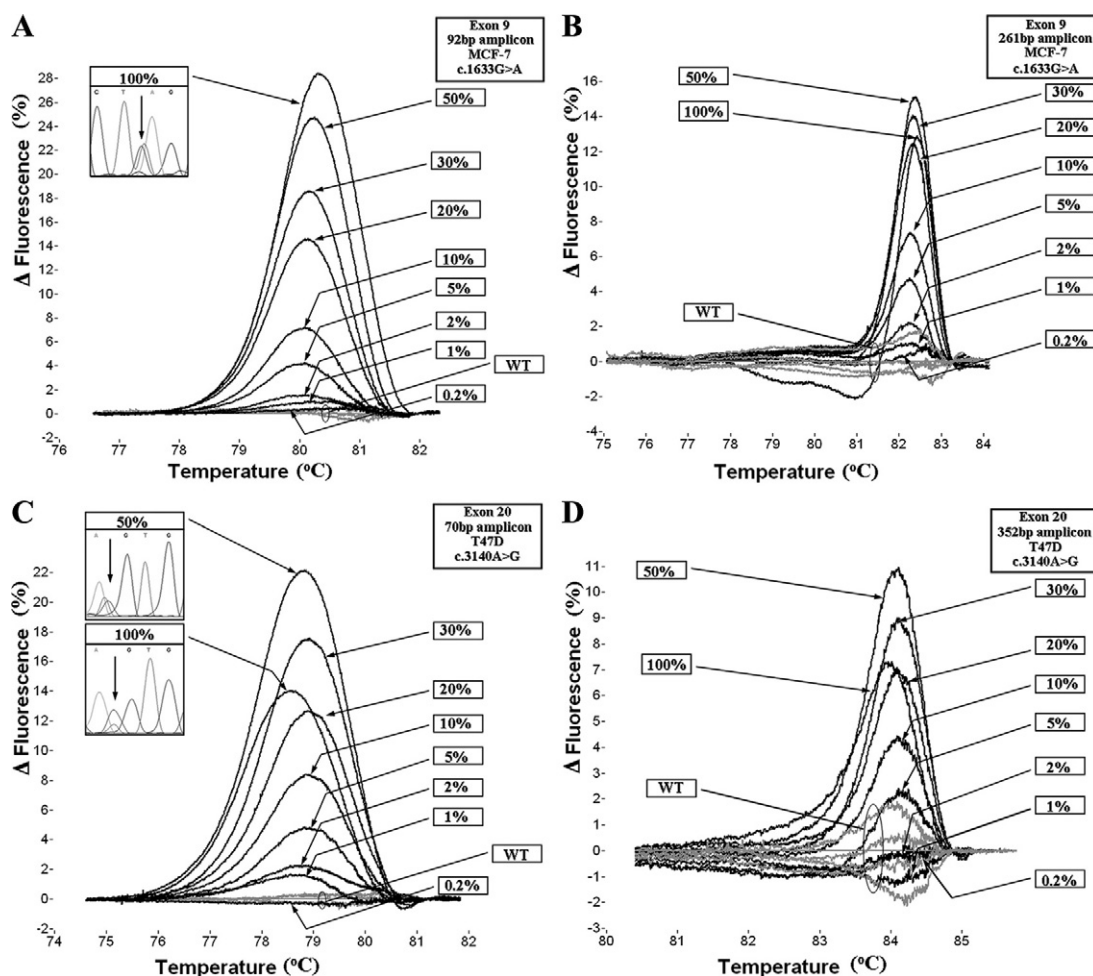 A
Exon 9
92bp amplicon
MCF-7
c.1633G>A
100%
C T A G
50%
30%
20%
10%
5%
2%
1%
WT
0.2%
Δ Fluorescence (%)
28-
26-
24-
22-
20-
18-
16-
14-
12-
10-
8-
6-
4-
2-
0-
-2-
76 77 78 79 80 81 82
Temperature (°C)
B
Exon 9
261bp amplicon
MCF-7
c.1633G>A
50%
100%
30%
20%
10%
5%
2%
1%
WT
0.2%
Δ Fluorescence (%)
16-
14-
12-
10-
8-
6-
4-
2-
0-
-2-
-4-
75 76 77 78 79 80 81 82 83 84
Temperature (°C)
C
Exon 20
70bp amplicon
T47D
c.3140A>G
50%
A G T G
100%
A G T G
30%
20%
10%
5%
2%
1%
WT
0.2%
Δ Fluorescence (%)
22-
20-
18-
16-
14-
12-
10-
8-
6-
4-
2-
0-
-2-
74 75 76 77 78 79 80 81 82
Temperature (°C)
D
Exon 20
352bp amplicon
T47D
c.3140A>G
50%
100%
30%
20%
10%
5%
2%
1%
WT
0.2%
Δ Fluorescence (%)
11-
10-
9-
8-
7-
6-
5-
4-
3-
2-
1-
0-
-1-
-2-
-3-
80 81 82 83 84 85
Temperature (°C)